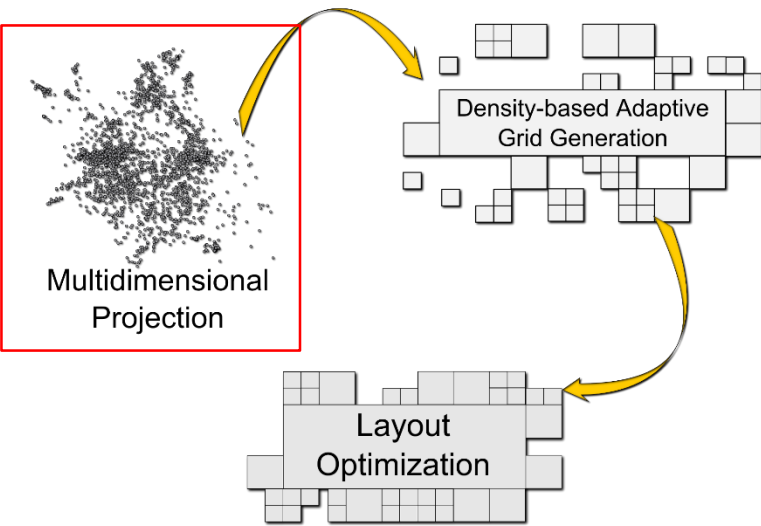 Multidimensional
Projection
Density-based Adaptive
Grid Generation
Layout
Optimization